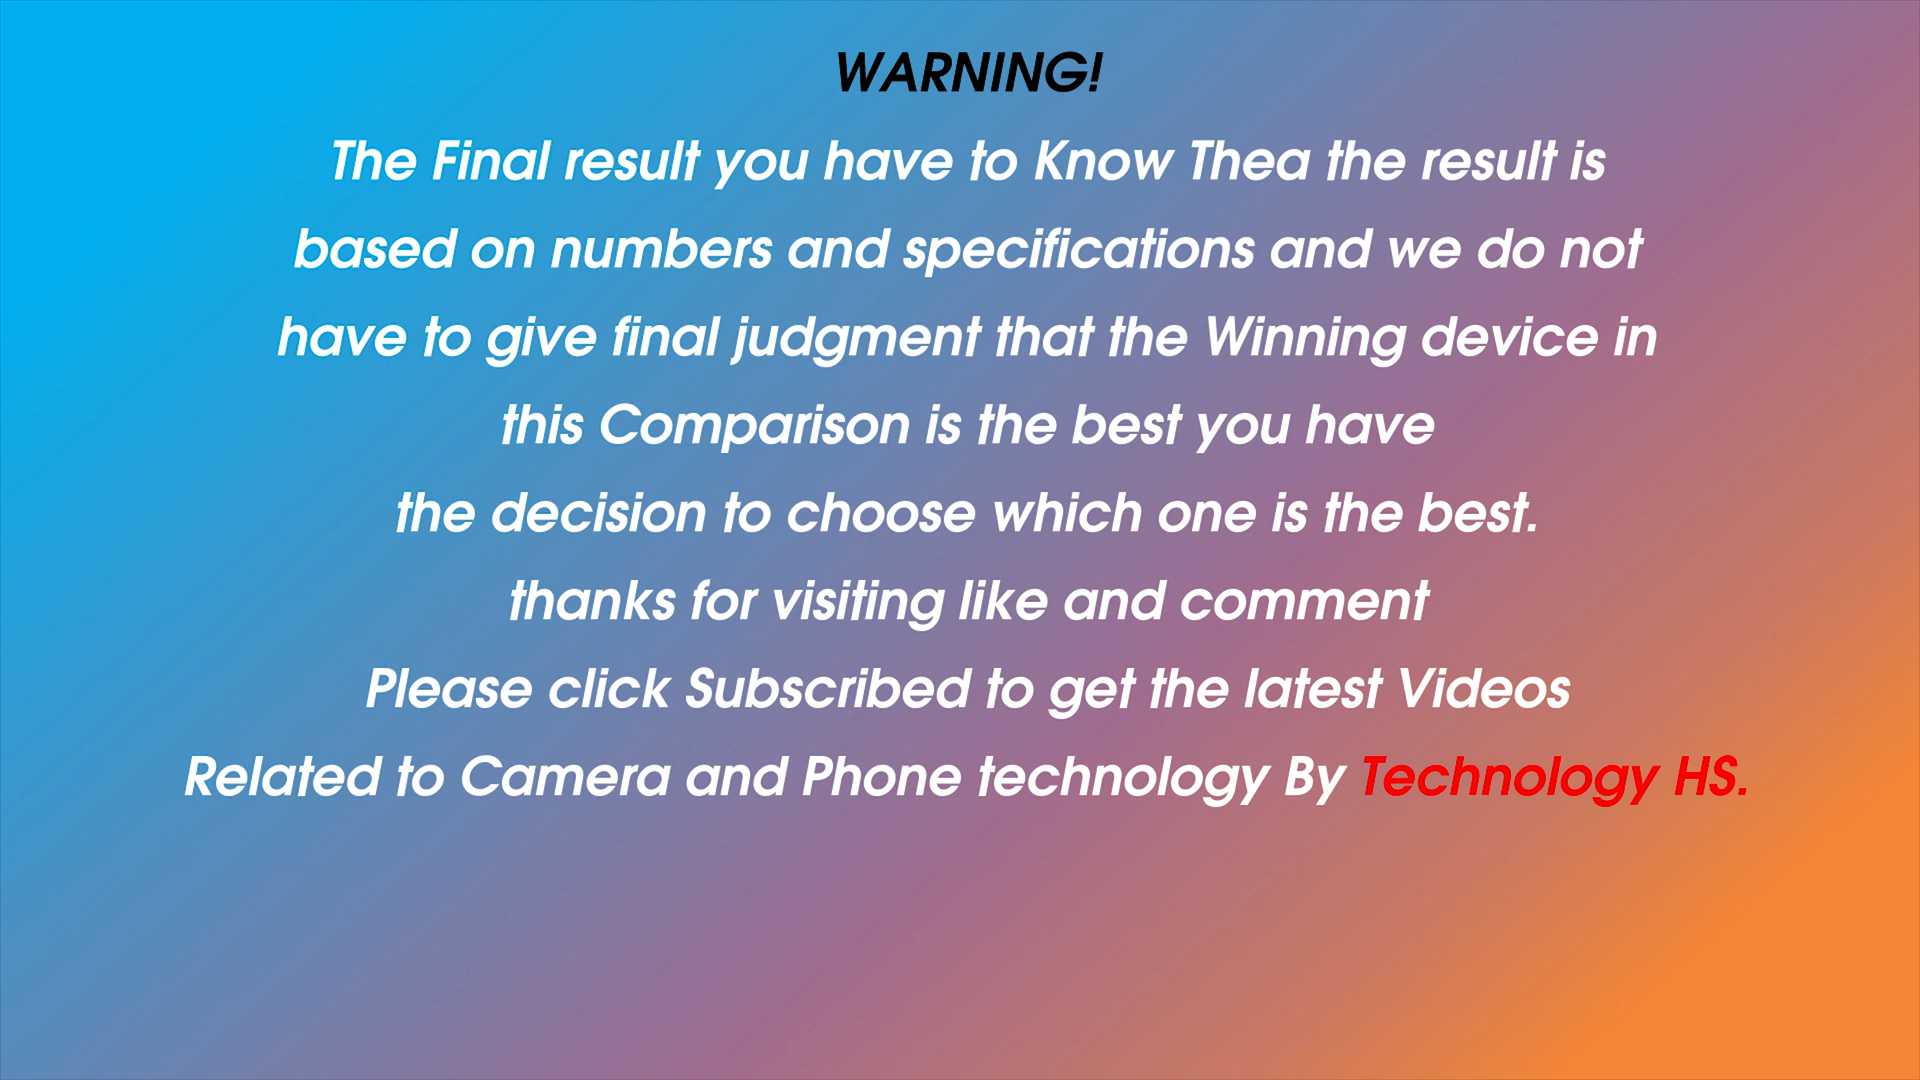 WARNING!
The Final result you have to Know Thea the result is
based on numbers and specifications and we do not
have to give final judgment that the Winning device in
this Comparison is the best you have
the decision to choose which one is the best.
thanks for visiting like and comment
Please click Subscribed to get the latest Videos
Related to Camera and Phone technology By Technology HS.